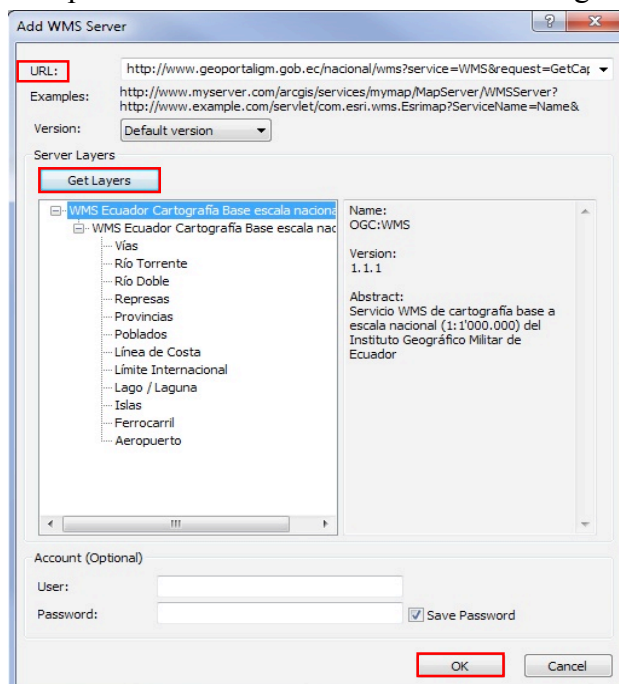 Add WMS Server
URL: http://www.geoportaligm.gob.ec/nacional/wms?service=WMS&request=GetCap
Examples: http://www.myserver.com/arcgis/services/mymap/MapServer/WMSServer?
http://www.example.com/servlet/com.esri.wms.Esrimap?ServiceName=Name&
Version: Default version
Server Layers
Get Layers
WMS Ecuador Cartografía Base escala naciona
WMS Ecuador Cartografía Base escala nac
Vías
Río Torrente
Río Doble
Represas
Provincias
Poblados
Línea de Costa
Límite Internacional
Lago / Laguna
Islas
Ferrocarril
Aeropuerto
Name:
OGC:WMS
Version:
1.1.1
Abstract:
Servicio WMS de cartografía base a
escala nacional (1:1'000.000) del
Instituto Geográfico Militar de
Ecuador
Account (Optional)
User:
Password:
Save Password
OK
Cancel